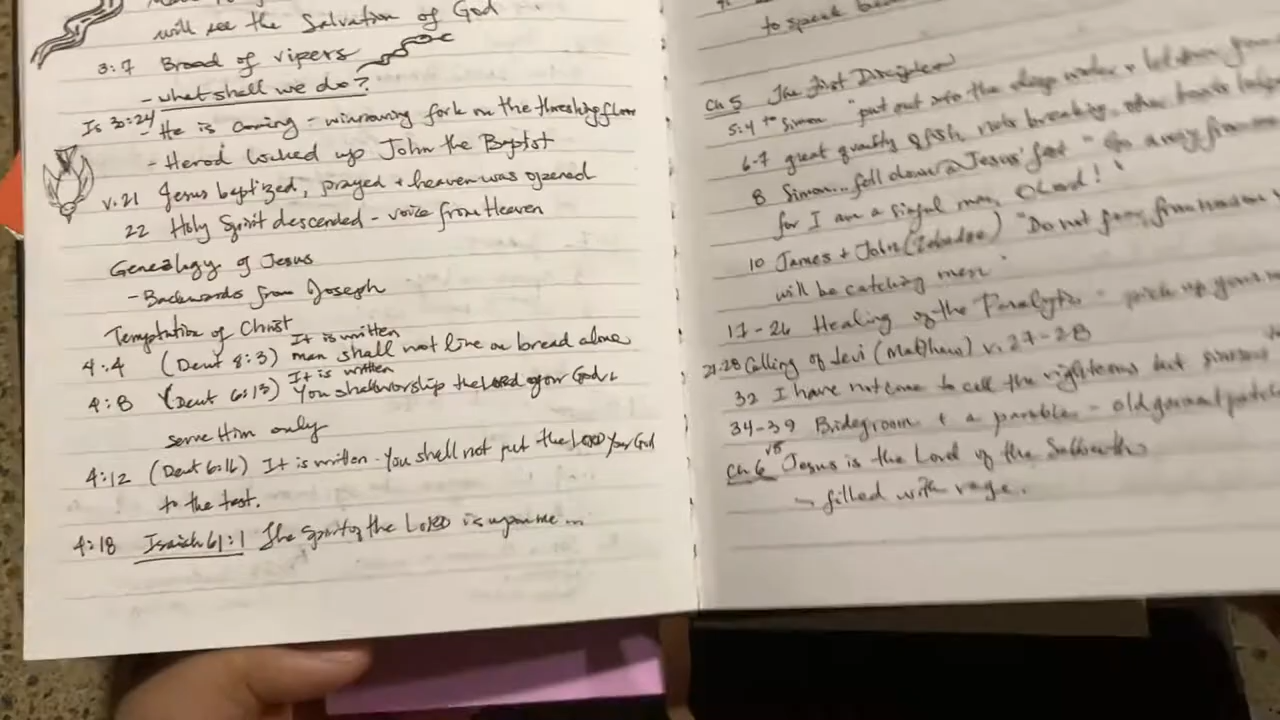 will see the Salvation of God
3:7 Brood of vipers
- what shall we do?
Is 30:24
- He is coming - winnowing fork on the threshing floor
- Herod locked up John the Baptist
v.21 Jesus baptized, prayed + heaven was opened
22 Holy Spirit descended - voice from Heaven
Genealogy of Jesus
- Backwards from Joseph
Temptation of Christ
It is written
4:4 (Deut 8:3) man shall not live on bread alone
It is written
4:8 (Deut 6:13) You shall worship the LORD your God &
serve Him only
4:12 (Deut 6:16) It is written - You shall not put the LORD your God
to the test.
4:18 Isaiah 61:1 The Spirit of the LORD is upon me ...
to speak
Ch 5 The First Disciples
5:4 to Simon "put out into the deep water + let down
6-7 great quantity of fish, nets breaking, other boats
8 Simon... fell down @ Jesus' feet "Go away from
for I am a sinful man, O Lord!"
10 James + John (Zebedee) "Do not fear, from now on
will be catching men"
17-26 Healing of the Paralytic - pick up your
27-28 Calling of Levi (Matthew) v. 27-28
32 I have not come to call the righteous but sinners
34-39 Bridegroom + a parable - old garment
Ch 6 v5 Jesus is the Lord of the Sabbath
filled with rage.